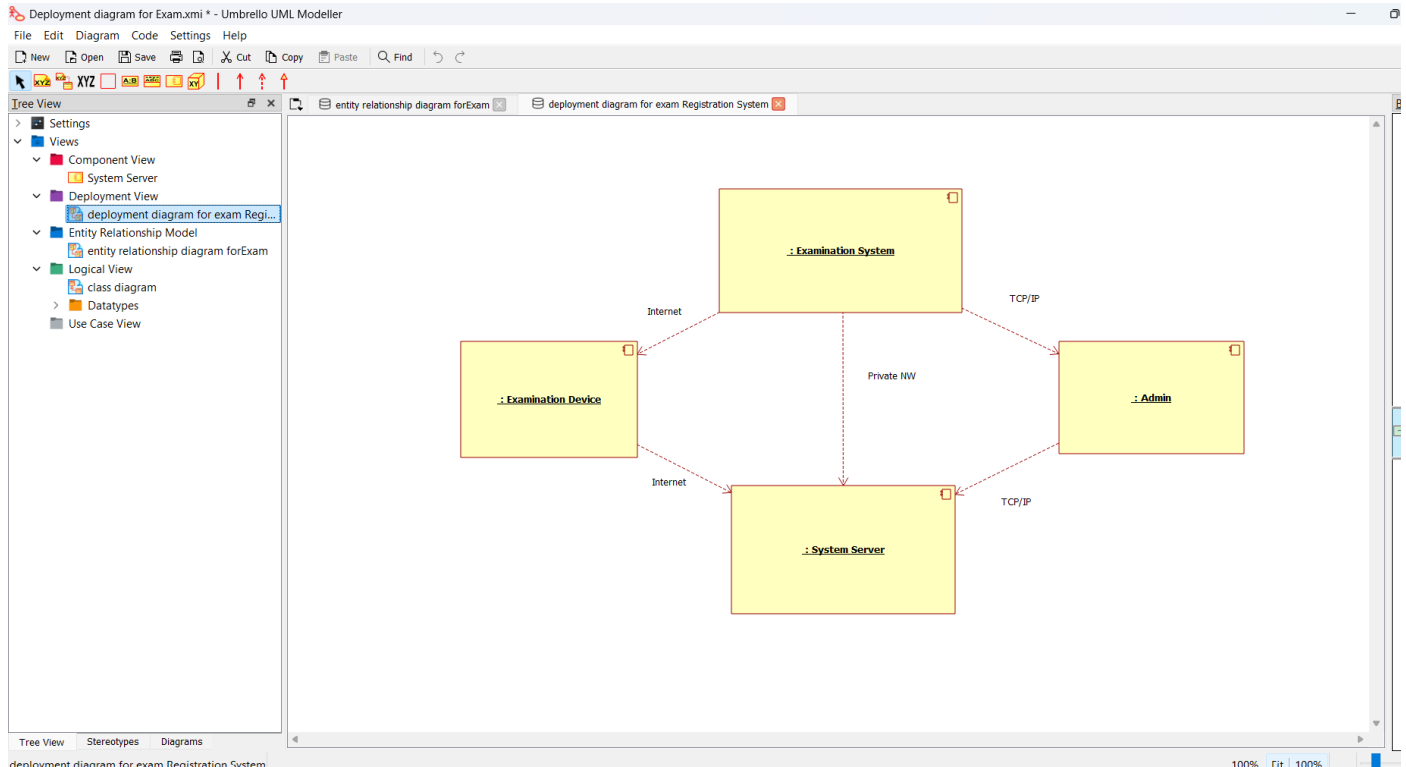 Deployment diagram for Exam.xmi * - Umbrello UML Modeller
File Edit Diagram Code Settings Help
New Open Save Cut Copy Paste Find
XYZ XYZ XYZ A:B XY
Tree View
entity relationship diagram forExam
deployment diagram for exam Registration System
Settings
Views
Component View
System Server
Deployment View
deployment diagram for exam Regi...
Entity Relationship Model
entity relationship diagram forExam
Logical View
class diagram
Datatypes
Use Case View
: Examination System
Internet
TCP/IP
: Examination Device
Private NW
: Admin
Internet
TCP/IP
: System Server
Tree View Stereotypes Diagrams
deployment diagram for exam Registration System
100% Fit 100%